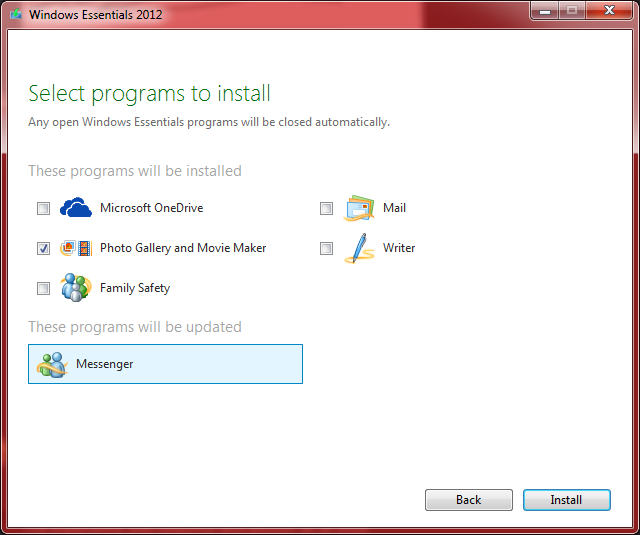 Windows Essentials 2012
Select programs to install
Any open Windows Essentials programs will be closed automatically.
These programs will be installed
Microsoft OneDrive
Mail
Photo Gallery and Movie Maker
Writer
Family Safety
These programs will be updated
Messenger
Back
Install